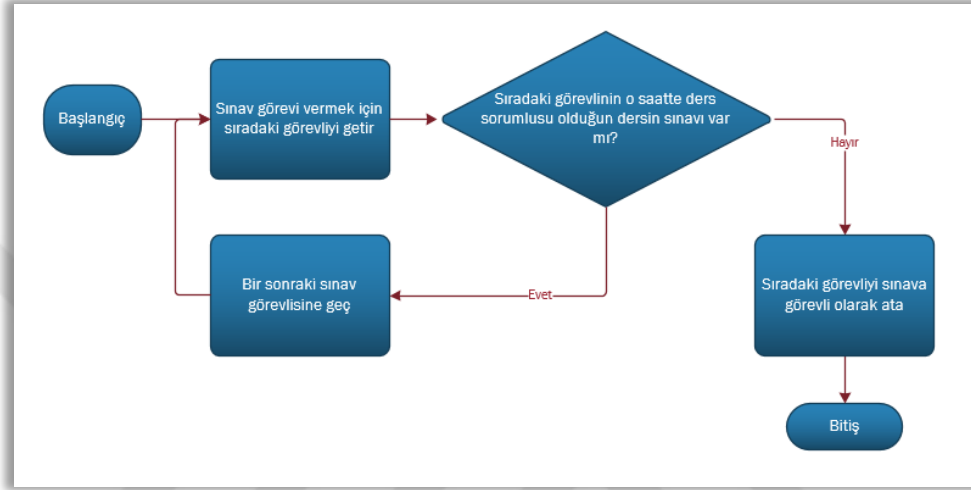 Başlangıç
Sınav görevi vermek için
sıradaki görevliyi getir
Sıradaki görevlinin o saatte ders
sorumlusu olduğun dersin sınavı var
mı?
Hayır
Bir sonraki sınav
görevlisine geç
Evet
Sıradaki görevliyi sınava
görevli olarak ata
Bitiş